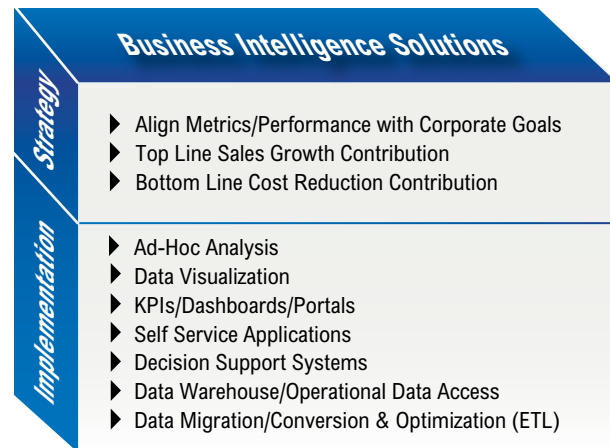 Business Intelligence Solutions
Strategy
Align Metrics/Performance with Corporate Goals
Top Line Sales Growth Contribution
Bottom Line Cost Reduction Contribution
Implementation
Ad-Hoc Analysis
Data Visualization
KPIs/Dashboards/Portals
Self Service Applications
Decision Support Systems
Data Warehouse/Operational Data Access
Data Migration/Conversion & Optimization (ETL)